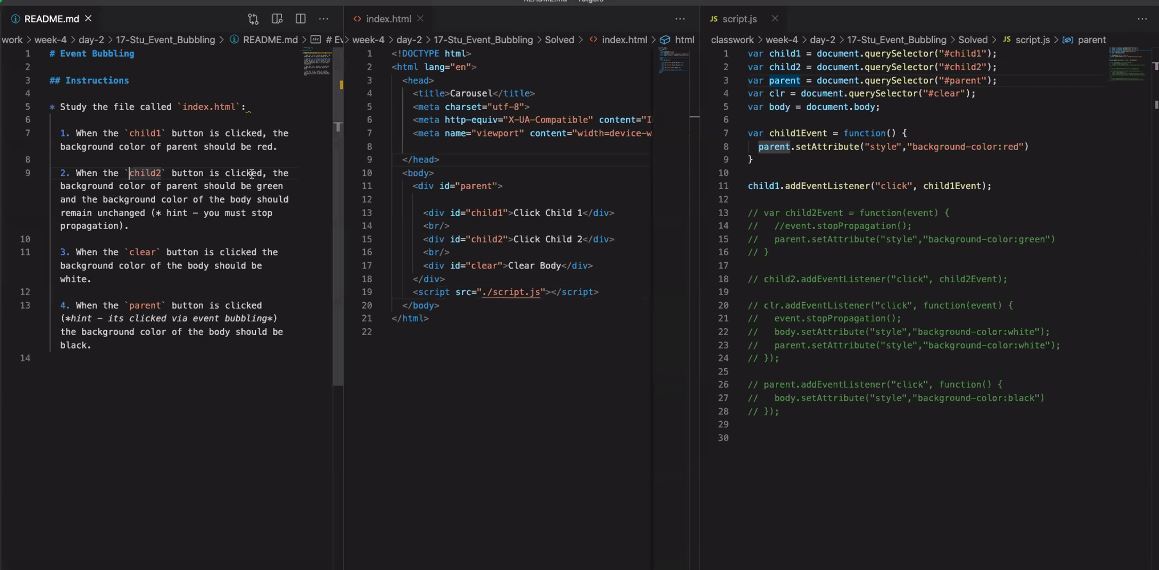 README.md
index.html
script.js
work > week-4 > day-2 > 17-Stu_Event_Bubbling > README.md > # Ev
1 # Event Bubbling
2
3 ## Instructions
4
5 * Study the file called `index.html`:
6
7 1. When the `child1` button is clicked, the
background color of parent should be red.
8
9 2. When the `child2` button is clicked, the
background color of parent should be green
and the background color of the body should
remain unchanged (* hint - you must stop
propagation).
10
11 3. When the `clear` button is clicked the
background color of the body should be
white.
12
13 4. When the `parent` button is clicked
(*hint - its clicked via event bubbling*)
the background color of the body should be
black.
14
week-4 > day-2 > 17-Stu_Event_Bubbling > Solved > index.html > html
1 <!DOCTYPE html>
2 <html lang="en">
3 <head>
4 <title>Carousel</title>
5 <meta charset="utf-8">
6 <meta http-equiv="X-UA-Compatible" content="I
7 <meta name="viewport" content="width=device-w
8
9 </head>
10 <body>
11 <div id="parent">
12
13 <div id="child1">Click Child 1</div>
14 <br/>
15 <div id="child2">Click Child 2</div>
16 <br/>
17 <div id="clear">Clear Body</div>
18 </div>
19 <script src="./script.js"></script>
20 </body>
21 </html>
22
classwork > week-4 > day-2 > 17-Stu_Event_Bubbling > Solved > JS script.js > parent
1 var child1 = document.querySelector("#child1");
2 var child2 = document.querySelector("#child2");
3 var parent = document.querySelector("#parent");
4 var clr = document.querySelector("#clear");
5 var body = document.body;
6
7 var child1Event = function() {
8 parent.setAttribute("style","background-color:red")
9 }
10
11 child1.addEventListener("click", child1Event);
12
13 // var child2Event = function(event) {
14 // //event.stopPropagation();
15 // parent.setAttribute("style","background-color:green")
16 // }
17
18 // child2.addEventListener("click", child2Event);
19
20 // clr.addEventListener("click", function(event) {
21 // event.stopPropagation();
22 // body.setAttribute("style","background-color:white");
23 // parent.setAttribute("style","background-color:white");
24 // });
25
26 // parent.addEventListener("click", function() {
27 // body.setAttribute("style","background-color:black")
28 // });
29
30